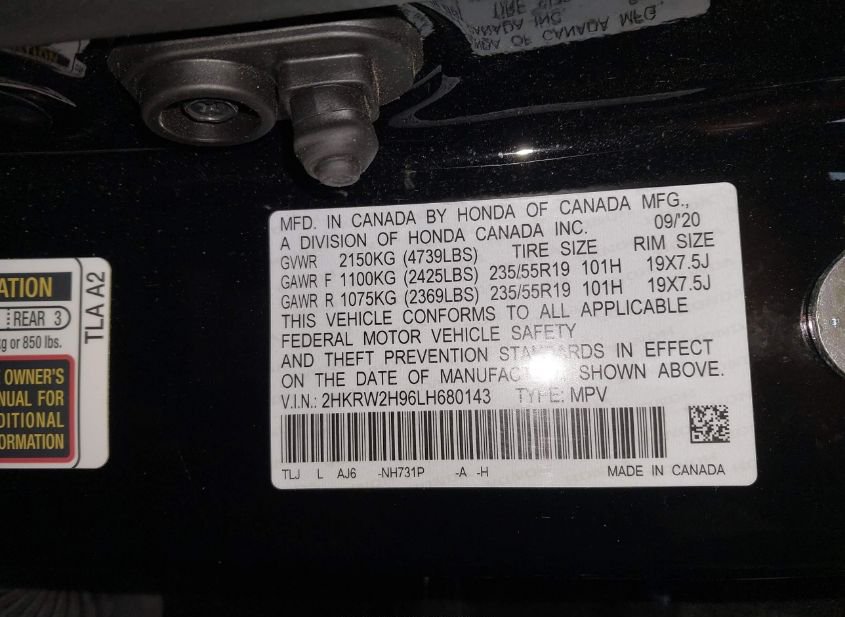 MFD. IN CANADA BY HONDA OF CANADA MFG.,
A DIVISION OF HONDA CANADA INC. 09/'20
GVWR 2150KG (4739LBS) TIRE SIZE RIM SIZE
GAWR F 1100KG (2425LBS) 235/55R19 101H 19X7.5J
GAWR R 1075KG (2369LBS) 235/55R19 101H 19X7.5J
THIS VEHICLE CONFORMS TO ALL APPLICABLE
FEDERAL MOTOR VEHICLE SAFETY
AND THEFT PREVENTION STANDARDS IN EFFECT
ON THE DATE OF MANUFACTURE SHOWN ABOVE.
V.I.N.: 2HKRW2H96LH680143 TYPE: MPV
TLJ L AJ6 -NH731P -A -H MADE IN CANADA
ATION
REAR 3
kg or 850 lbs.
OWNER'S
NUAL FOR
DITIONAL
ORMATION
TLA A2